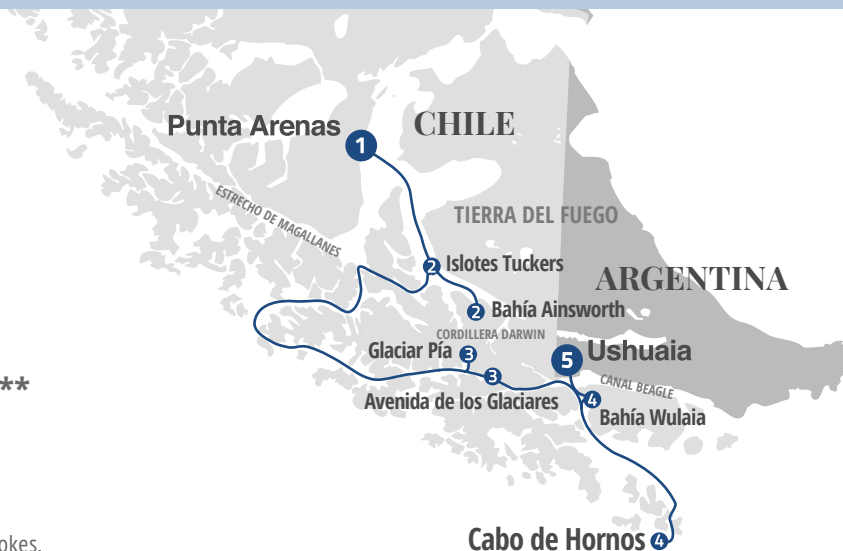 Punta Arenas
1
CHILE
ESTRECHO DE MAGALLANES
TIERRA DEL FUEGO
2 Islotes Tuckers
ARGENTINA
2 Bahía Ainsworth
CORDILLERA DARWIN
Glaciar Pía 3
5 Ushuaia
3
CANAL BEAGLE
**
Avenida de los Glaciares
4
Bahía Wulaia
Cabo de Hornos 4
okes.